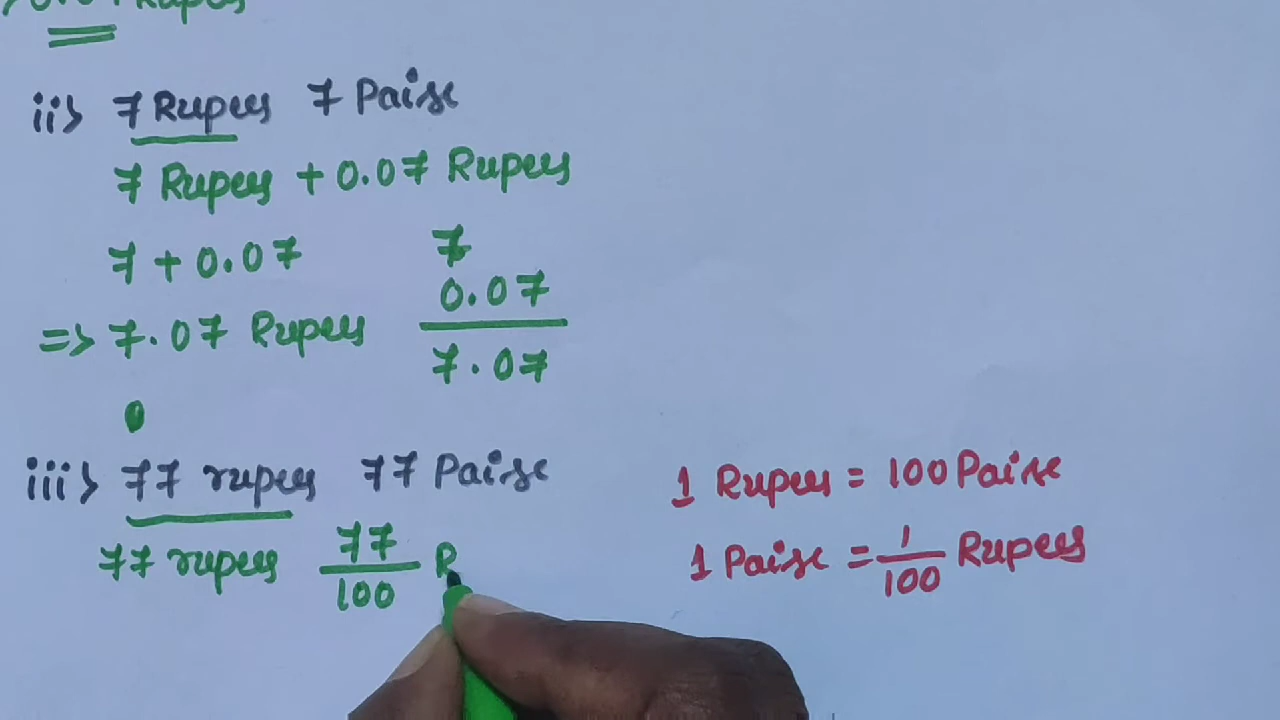 ii> 7 Rupees 7 Paise
7 Rupees + 0.07 Rupees
7 + 0.07
=> 7.07 Rupees
7
0.07
7.07
iii> 77 rupees 77 Paise
77 rupees 77/100 R
1 Rupees = 100 Paise
1 Paise = 1/100 Rupees